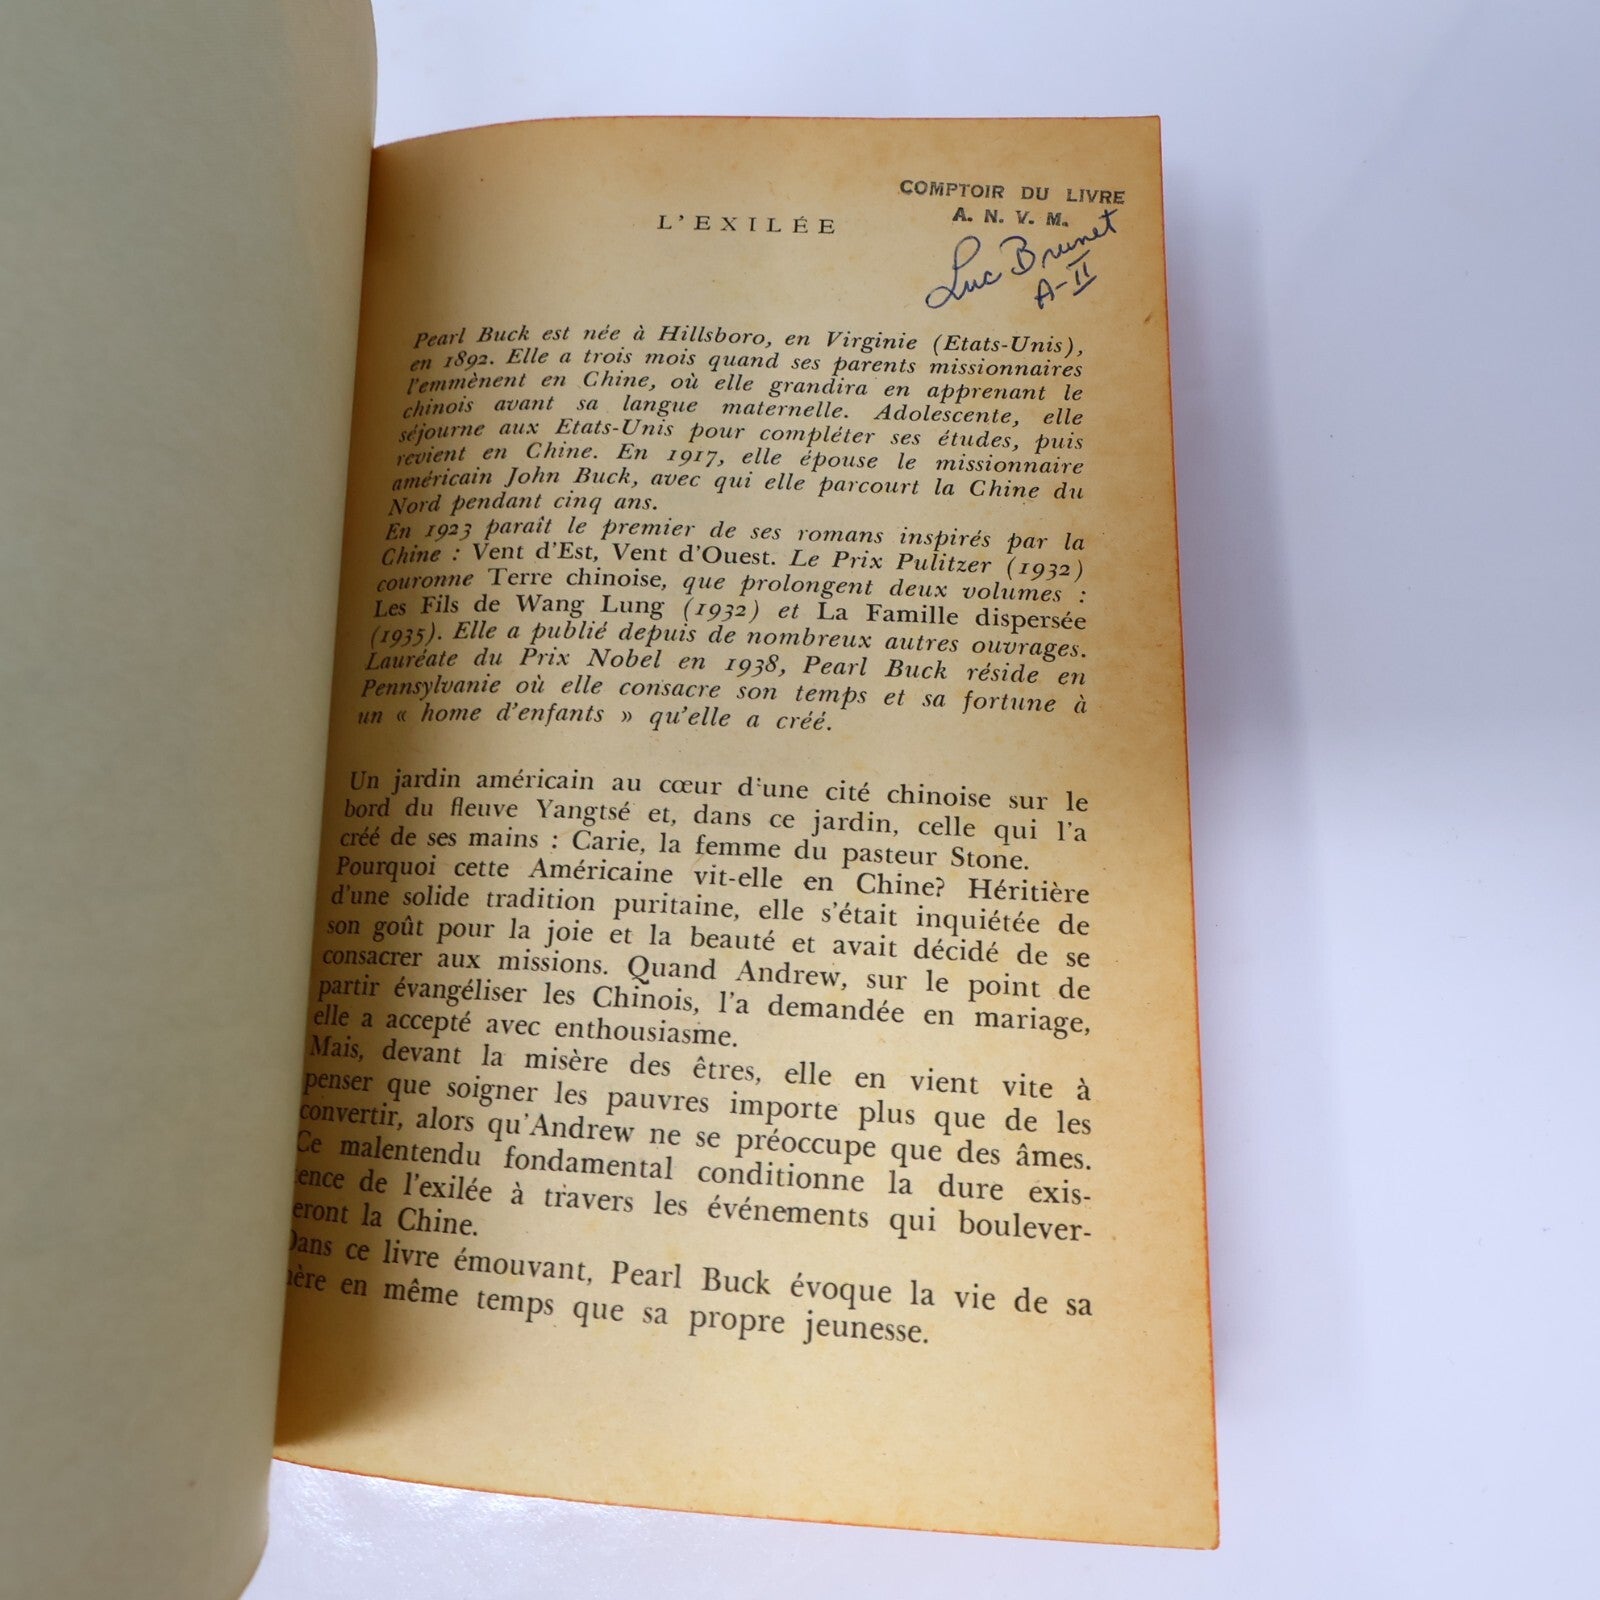 COMPTOIR DU LIVRE
A. N. V. M.
L'EXILÉE
Luc Brunet
A-II
Pearl Buck est née à Hillsboro, en Virginie (Etats-Unis),
en 1892. Elle a trois mois quand ses parents missionnaires
l'emmènent en Chine, où elle grandira en apprenant le
chinois avant sa langue maternelle. Adolescente, elle
séjourne aux Etats-Unis pour compléter ses études, puis
revient en Chine. En 1917, elle épouse le missionnaire
américain John Buck, avec qui elle parcourt la Chine du
Nord pendant cinq ans.
En 1923 paraît le premier de ses romans inspirés par la
Chine : Vent d'Est, Vent d'Ouest. Le Prix Pulitzer (1932)
couronne Terre chinoise, que prolongent deux volumes :
Les Fils de Wang Lung (1932) et La Famille dispersée
(1935). Elle a publié depuis de nombreux autres ouvrages.
Lauréate du Prix Nobel en 1938, Pearl Buck réside en
Pennsylvanie où elle consacre son temps et sa fortune à
un « home d'enfants » qu'elle a créé.
Un jardin américain au cœur d'une cité chinoise sur le
bord du fleuve Yangtsé et, dans ce jardin, celle qui l'a
créé de ses mains : Carie, la femme du pasteur Stone.
Pourquoi cette Américaine vit-elle en Chine? Héritière
d'une solide tradition puritaine, elle s'était inquiétée de
son goût pour la joie et la beauté et avait décidé de se
consacrer aux missions. Quand Andrew, sur le point de
partir évangéliser les Chinois, l'a demandée en mariage,
elle a accepté avec enthousiasme.
Mais, devant la misère des êtres, elle en vient vite à
penser que soigner les pauvres importe plus que de les
convertir, alors qu'Andrew ne se préoccupe que des âmes.
Ce malentendu fondamental conditionne la dure exis-
tence de l'exilée à travers les événements qui boulever-
eront la Chine.
Dans ce livre émouvant, Pearl Buck évoque la vie de sa
mère en même temps que sa propre jeunesse.